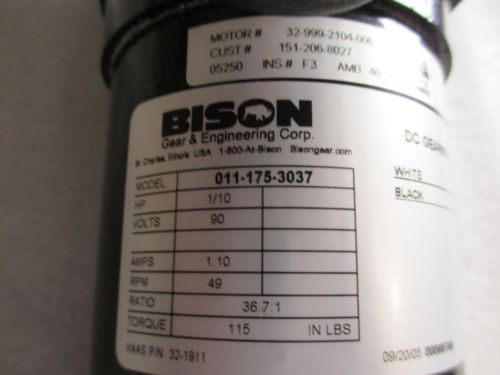 MOTOR # 32-999-2104-006
CUST # 151-206-8027
05250 INS # F3 AMB 40
BISON
Gear & Engineering Corp.
St. Charles, Illinois USA 1-800-At-Bison Bisongear.com
DC GEAR
WHITE
BLACK
MODEL 011-175-3037
HP 1/10
VOLTS 90
AMPS 1.10
RPM 49
RATIO 36.7:1
TORQUE 115 IN LBS
HAAS P/N 32-1911
09/20/05